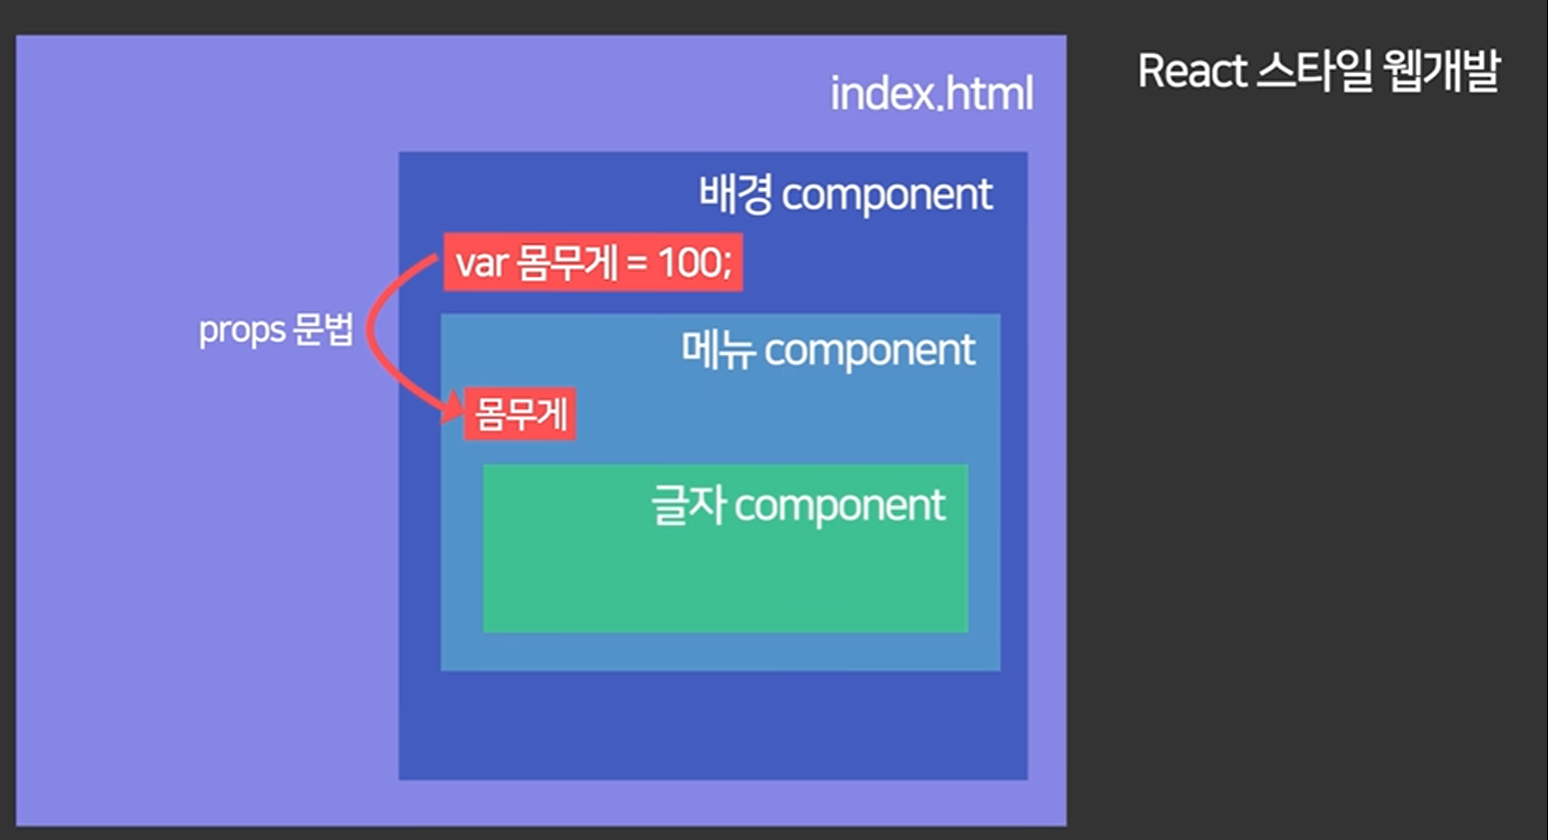 React 스타일 웹개발
index.html
배경 component
var 몸무게 = 100;
props 문법
메뉴 component
몸무게
글자 component